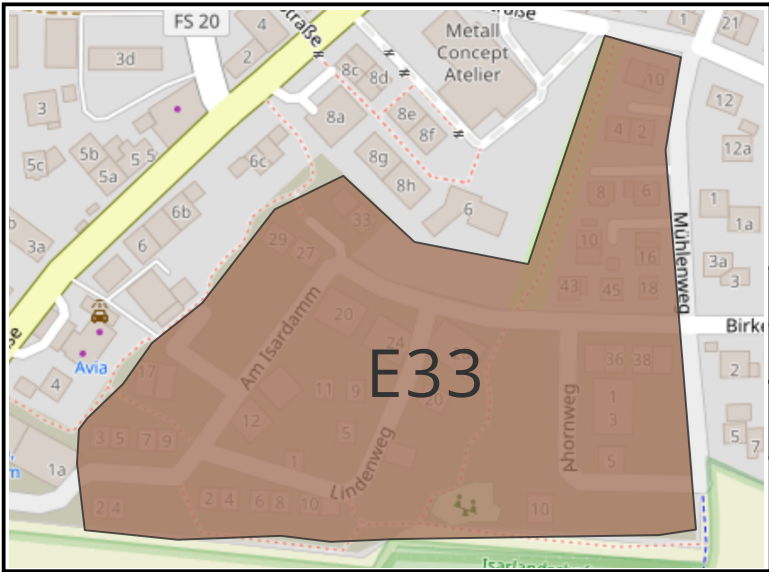 FS 20
straße
straße
4
1
21
3d
2
Metall
Concept
Atelier
8c
8d
10
12
3
8a
8e
8f
4
2
12a
5b
5
5
5c
5a
6c
8g
8h
8
6
1
1a
6b
6
33
6
3a
6
29
27
10
16
3a
3
Mühlenweg
43
45
18
20
Am Isardamm
24
Birke
Avia
E33
36
38
2
4
17
11
9
20
1
3
12
5
Ahornweg
5
7
3
5
7
9
Lindenweg
1
5
1a
2
4
2
4
6
8
10
10
Isarlandstraße